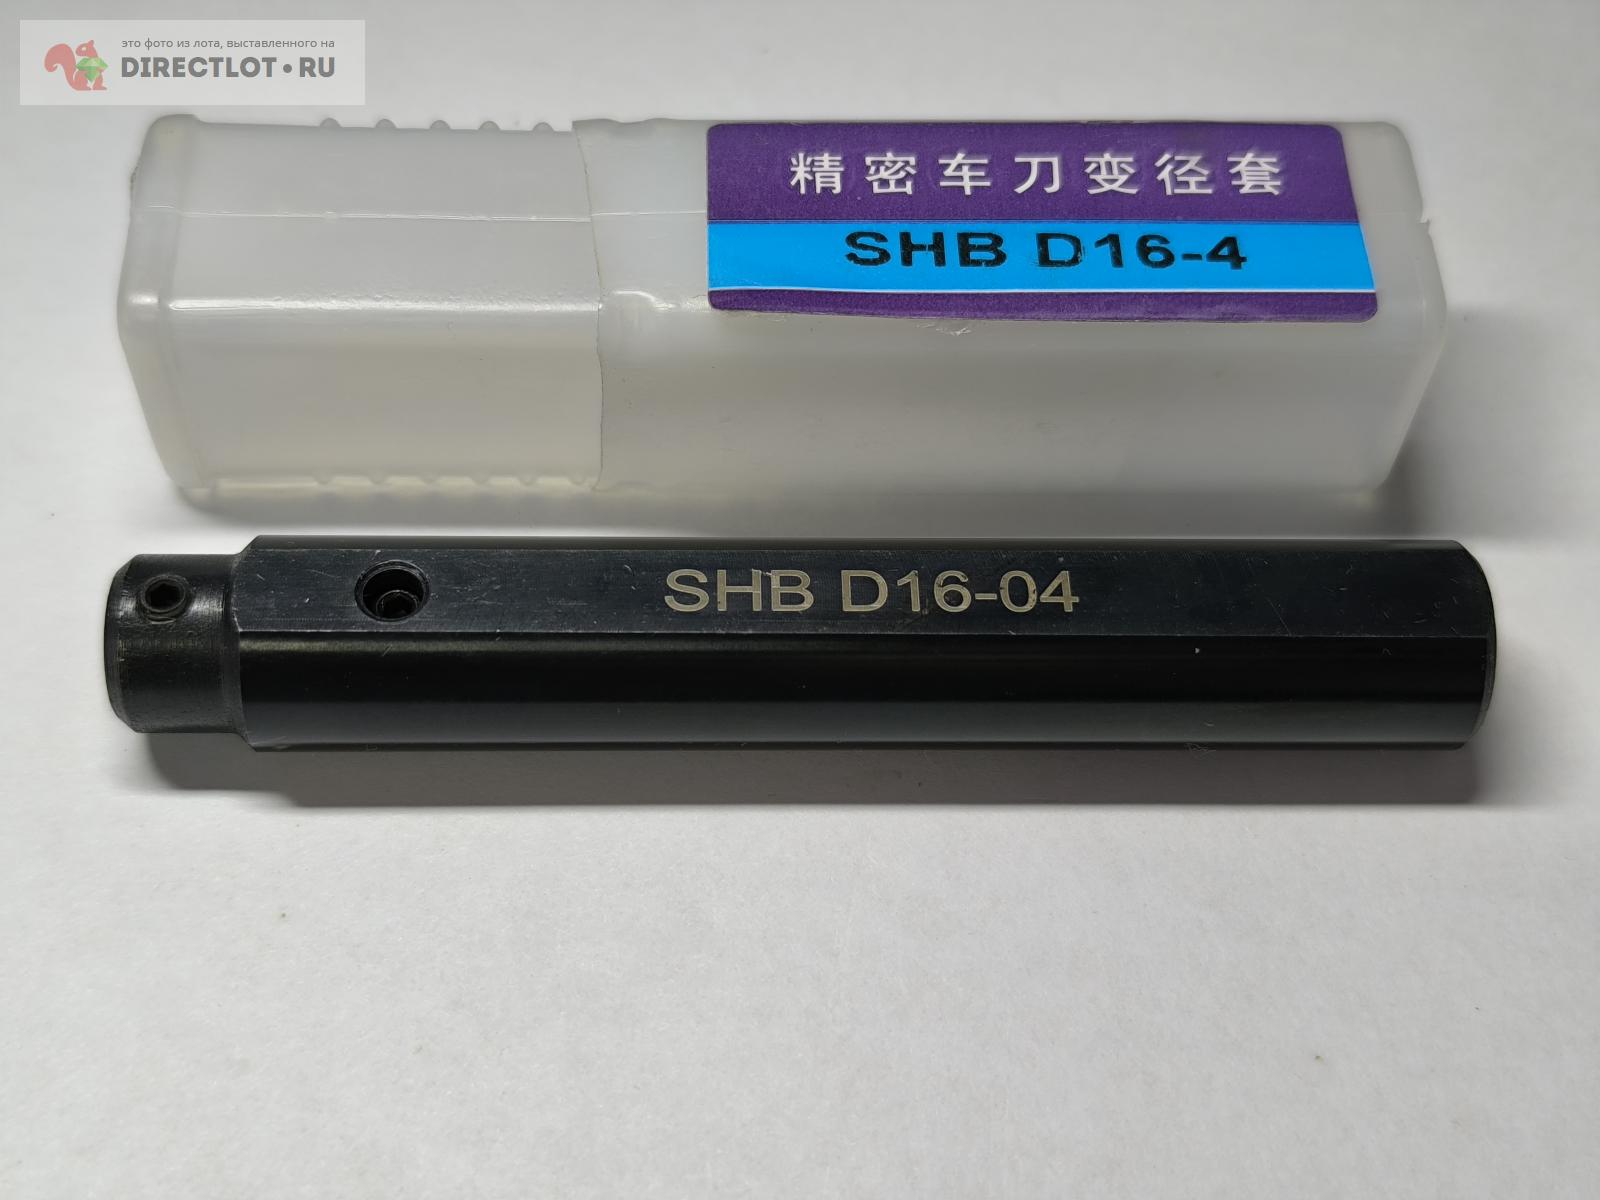 это фото из лота, выставленного на
DIRECTLOT•RU
精密车刀变径套
SHB D16-4
SHB D16-04